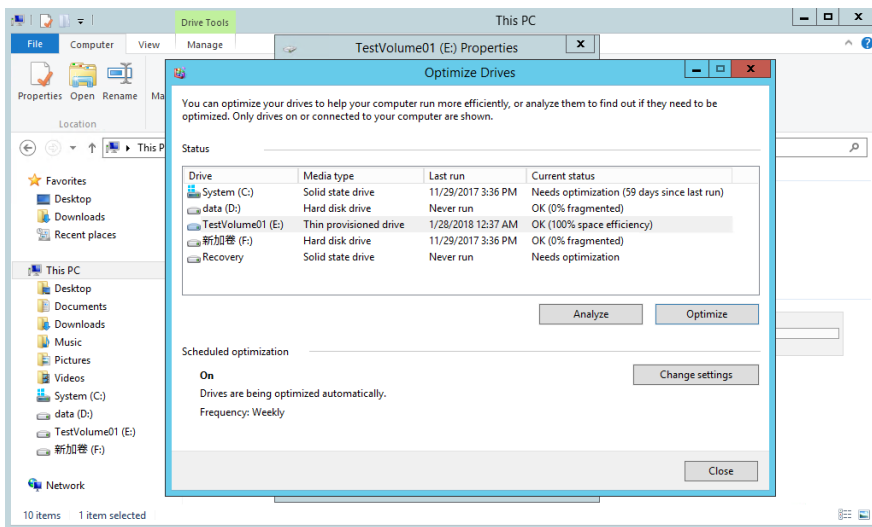 Drive Tools
This PC
File
Computer
View
Manage
TestVolume01 (E:) Properties
Properties
Open
Rename
Location
Optimize Drives
You can optimize your drives to help your computer run more efficiently, or analyze them to find out if they need to be
optimized. Only drives on or connected to your computer are shown.
Status
Drive Media type Last run Current status
System (C:) Solid state drive 11/29/2017 3:36 PM Needs optimization (59 days since last run)
data (D:) Hard disk drive Never run OK (0% fragmented)
TestVolume01 (E:) Thin provisioned drive 1/28/2018 12:37 AM OK (100% space efficiency)
新加卷 (F:) Hard disk drive 11/29/2017 3:36 PM OK (0% fragmented)
Recovery Solid state drive Never run Needs optimization
Analyze
Optimize
Scheduled optimization
On
Drives are being optimized automatically.
Frequency: Weekly
Change settings
Close
This P
Favorites
Desktop
Downloads
Recent places
This PC
Desktop
Documents
Downloads
Music
Pictures
Videos
System (C:)
data (D:)
TestVolume01 (E:)
新加卷 (F:)
Network
10 items 1 item selected